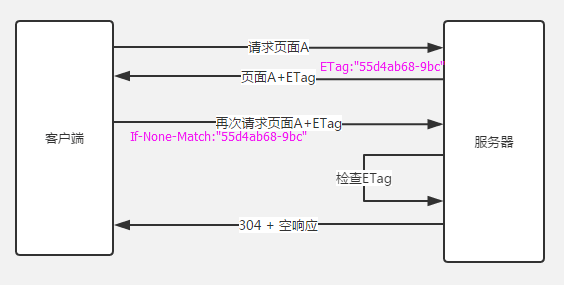 请求页面A
ETag:"55d4ab68-9bc"
页面A+ETag
客户端
再次请求页面A+ETag
If-None-Match:"55d4ab68-9bc"
服务器
检查ETag
304 + 空响应